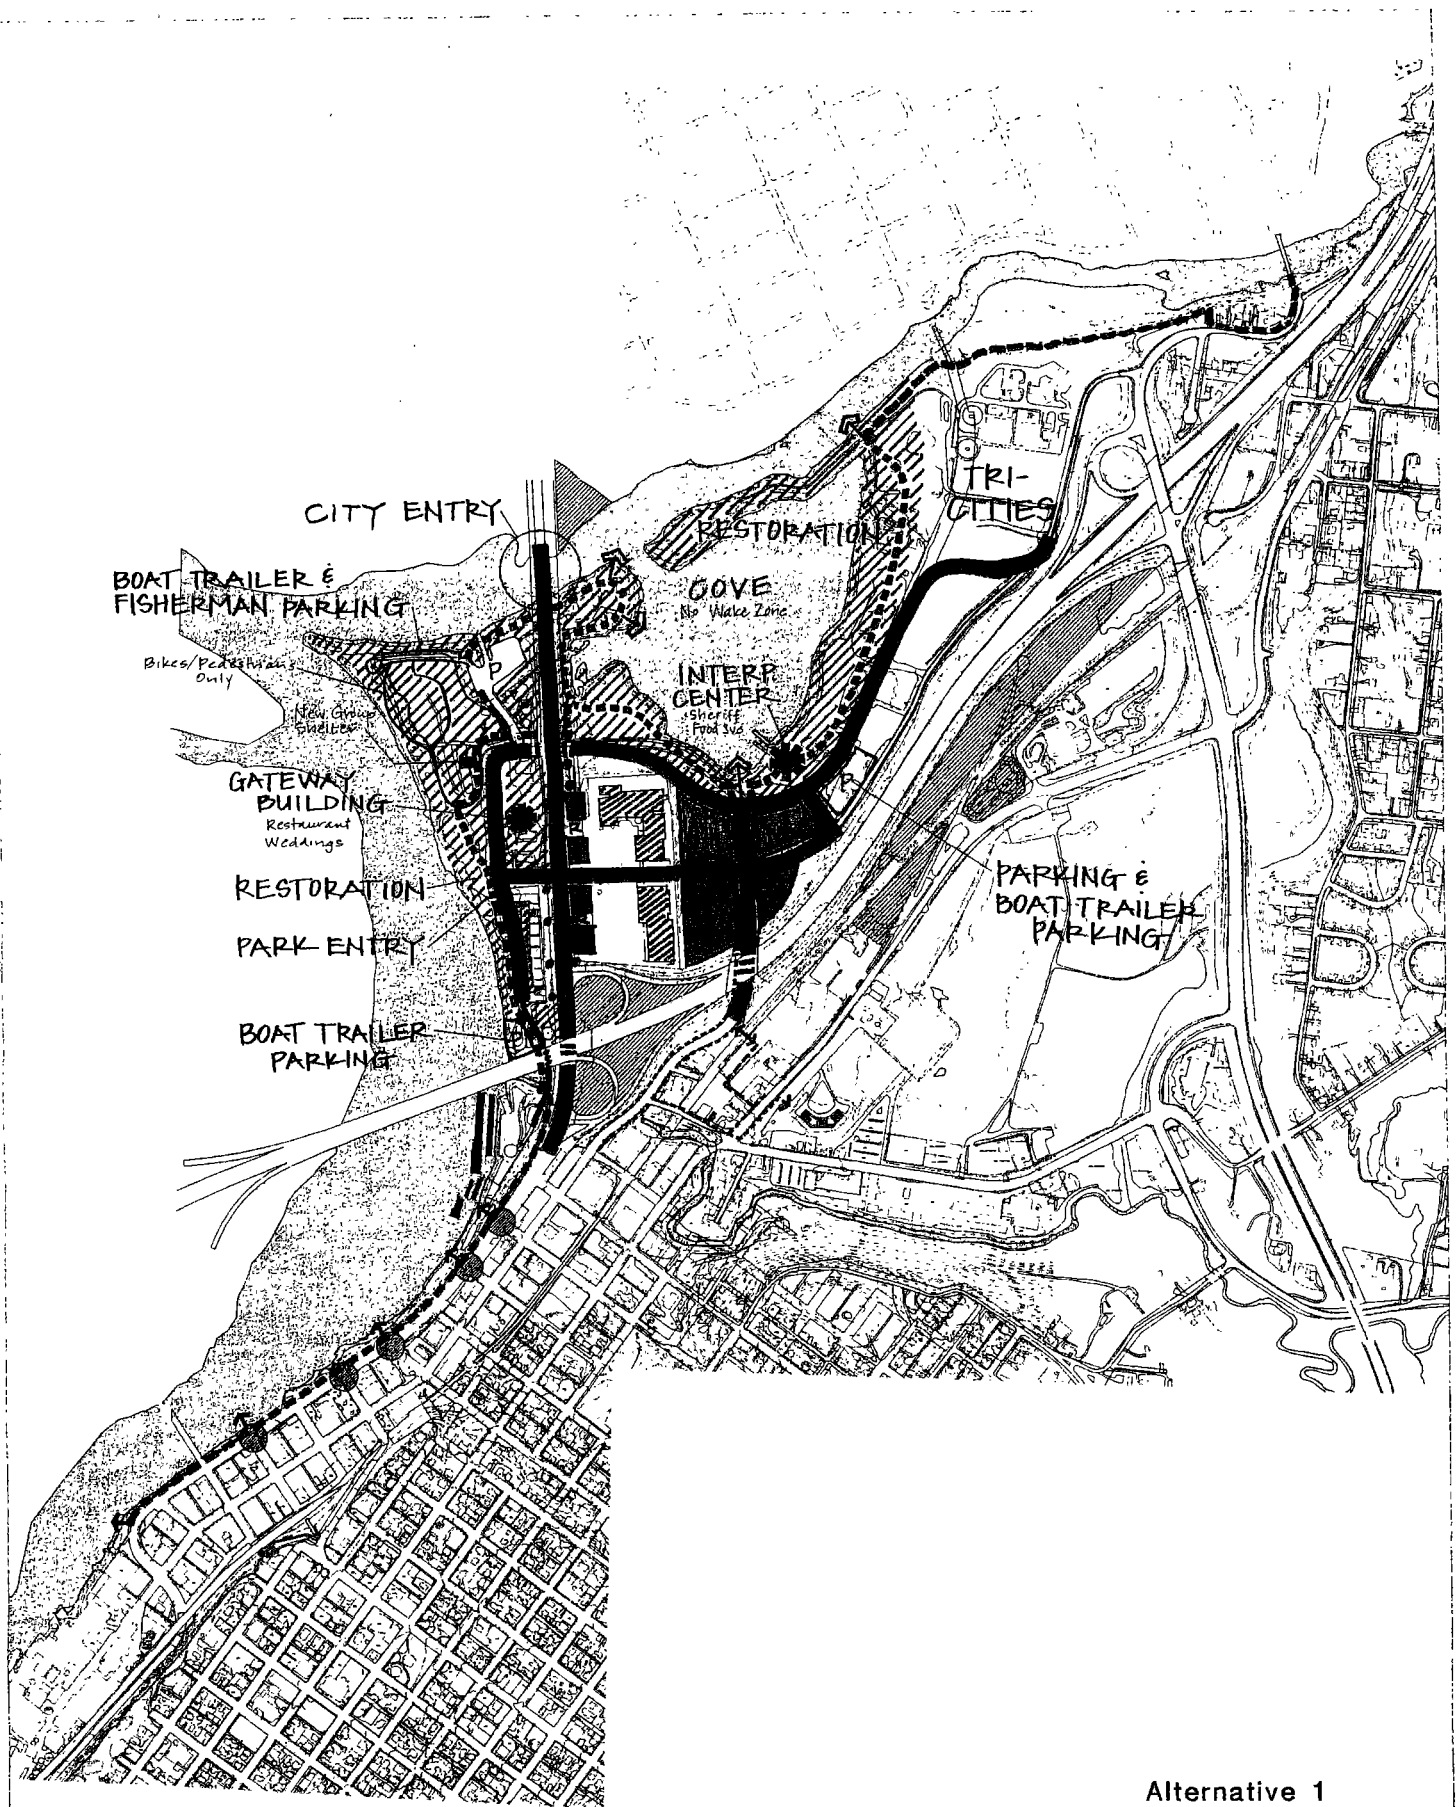 CITY ENTRY
TRI-
CITIES
RESTORATION
BOAT TRAILER &
FISHERMAN PARKING
COVE
No Wake Zone
P
Bikes/Pedestrians
Only
INTERP.
CENTER
Sheriff
Food Svc
New Group
Shelter
GATEWAY
BUILDING
Restaurant
Weddings
P
RESTORATION
PARKING &
BOAT TRAILER
PARKING
PARK ENTRY
BOAT TRAILER
PARKING
Alternative 1